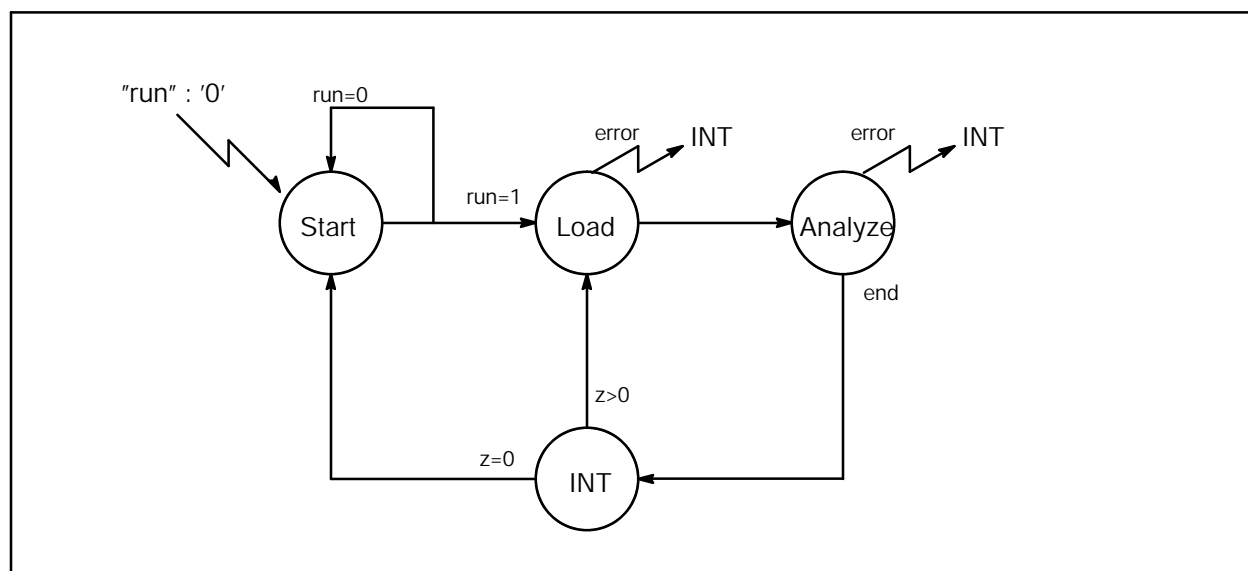 "run" : '0'
run=0
error
INT
error
INT
run=1
Start
Load
Analyze
end
z>0
z=0
INT